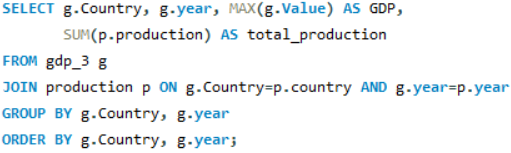 SELECT g.Country, g.year, MAX(g.Value) AS GDP,
SUM(p.production) AS total_production
FROM gdp_3 g
JOIN production p ON g.Country=p.country AND g.year=p.year
GROUP BY g.Country, g.year
ORDER BY g.Country, g.year;